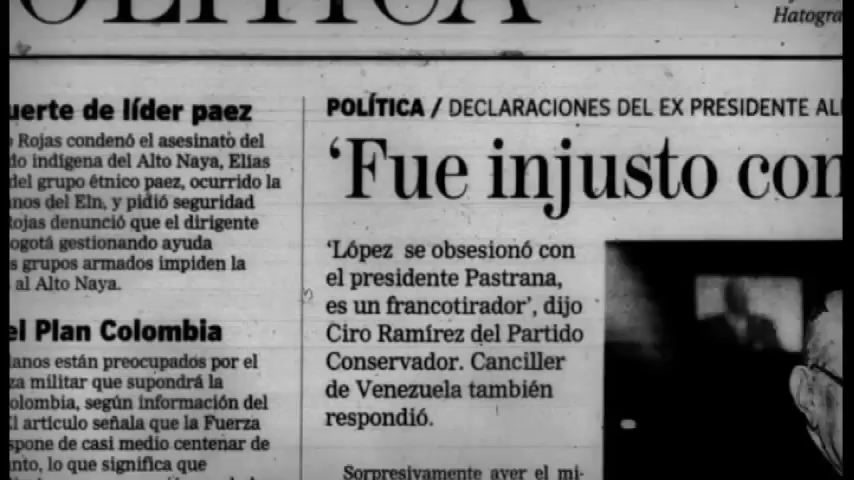 POLÍTICA
Hatogra
uerte de líder paez
Rojas condenó el asesinato del
do indígena del Alto Naya, Elías
del grupo étnico paez, ocurrido la
nos del Eln, y pidió seguridad
Rojas denunció que el dirigente
ogotá gestionando ayuda
s grupos armados impiden la
al Alto Naya.
el Plan Colombia
anos están preocupados por el
za militar que supondrá la
olombia, según información del
l artículo señala que la Fuerza
spone de casi medio centenar de
nto, lo que significa que
POLÍTICA / DECLARACIONES DEL EX PRESIDENTE AL
‘Fue injusto con
‘López se obsesionó con
el presidente Pastrana,
es un francotirador’, dijo
Ciro Ramírez del Partido
Conservador. Canciller
de Venezuela también
respondió.
Sorpresivamente ayer el mi-